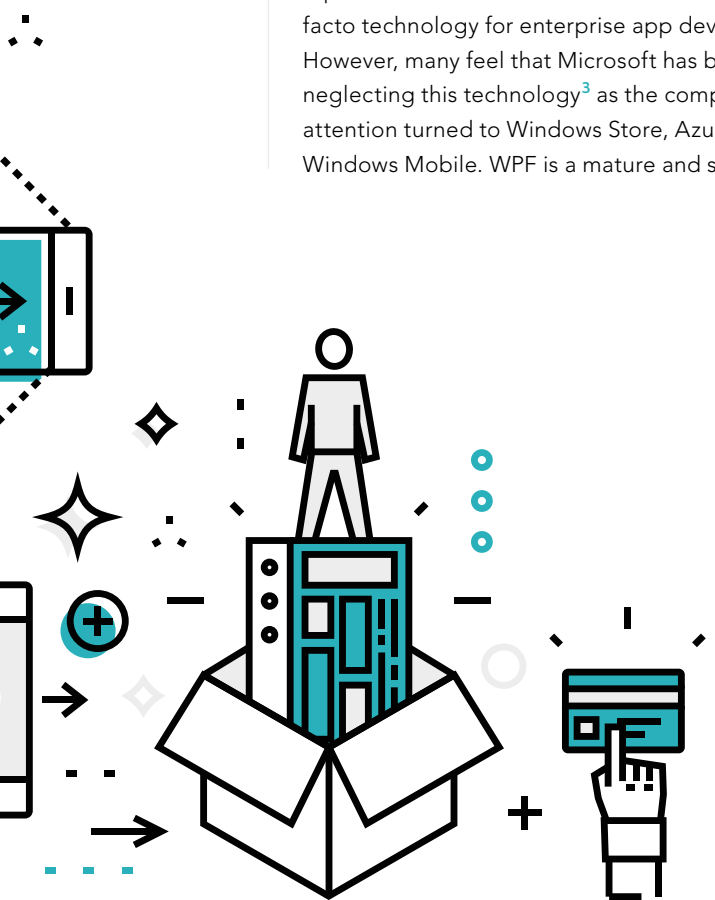 facto technology for enterprise app dev
However, many feel that Microsoft has b
neglecting this technology³ as the comp
attention turned to Windows Store, Azu
Windows Mobile. WPF is a mature and s